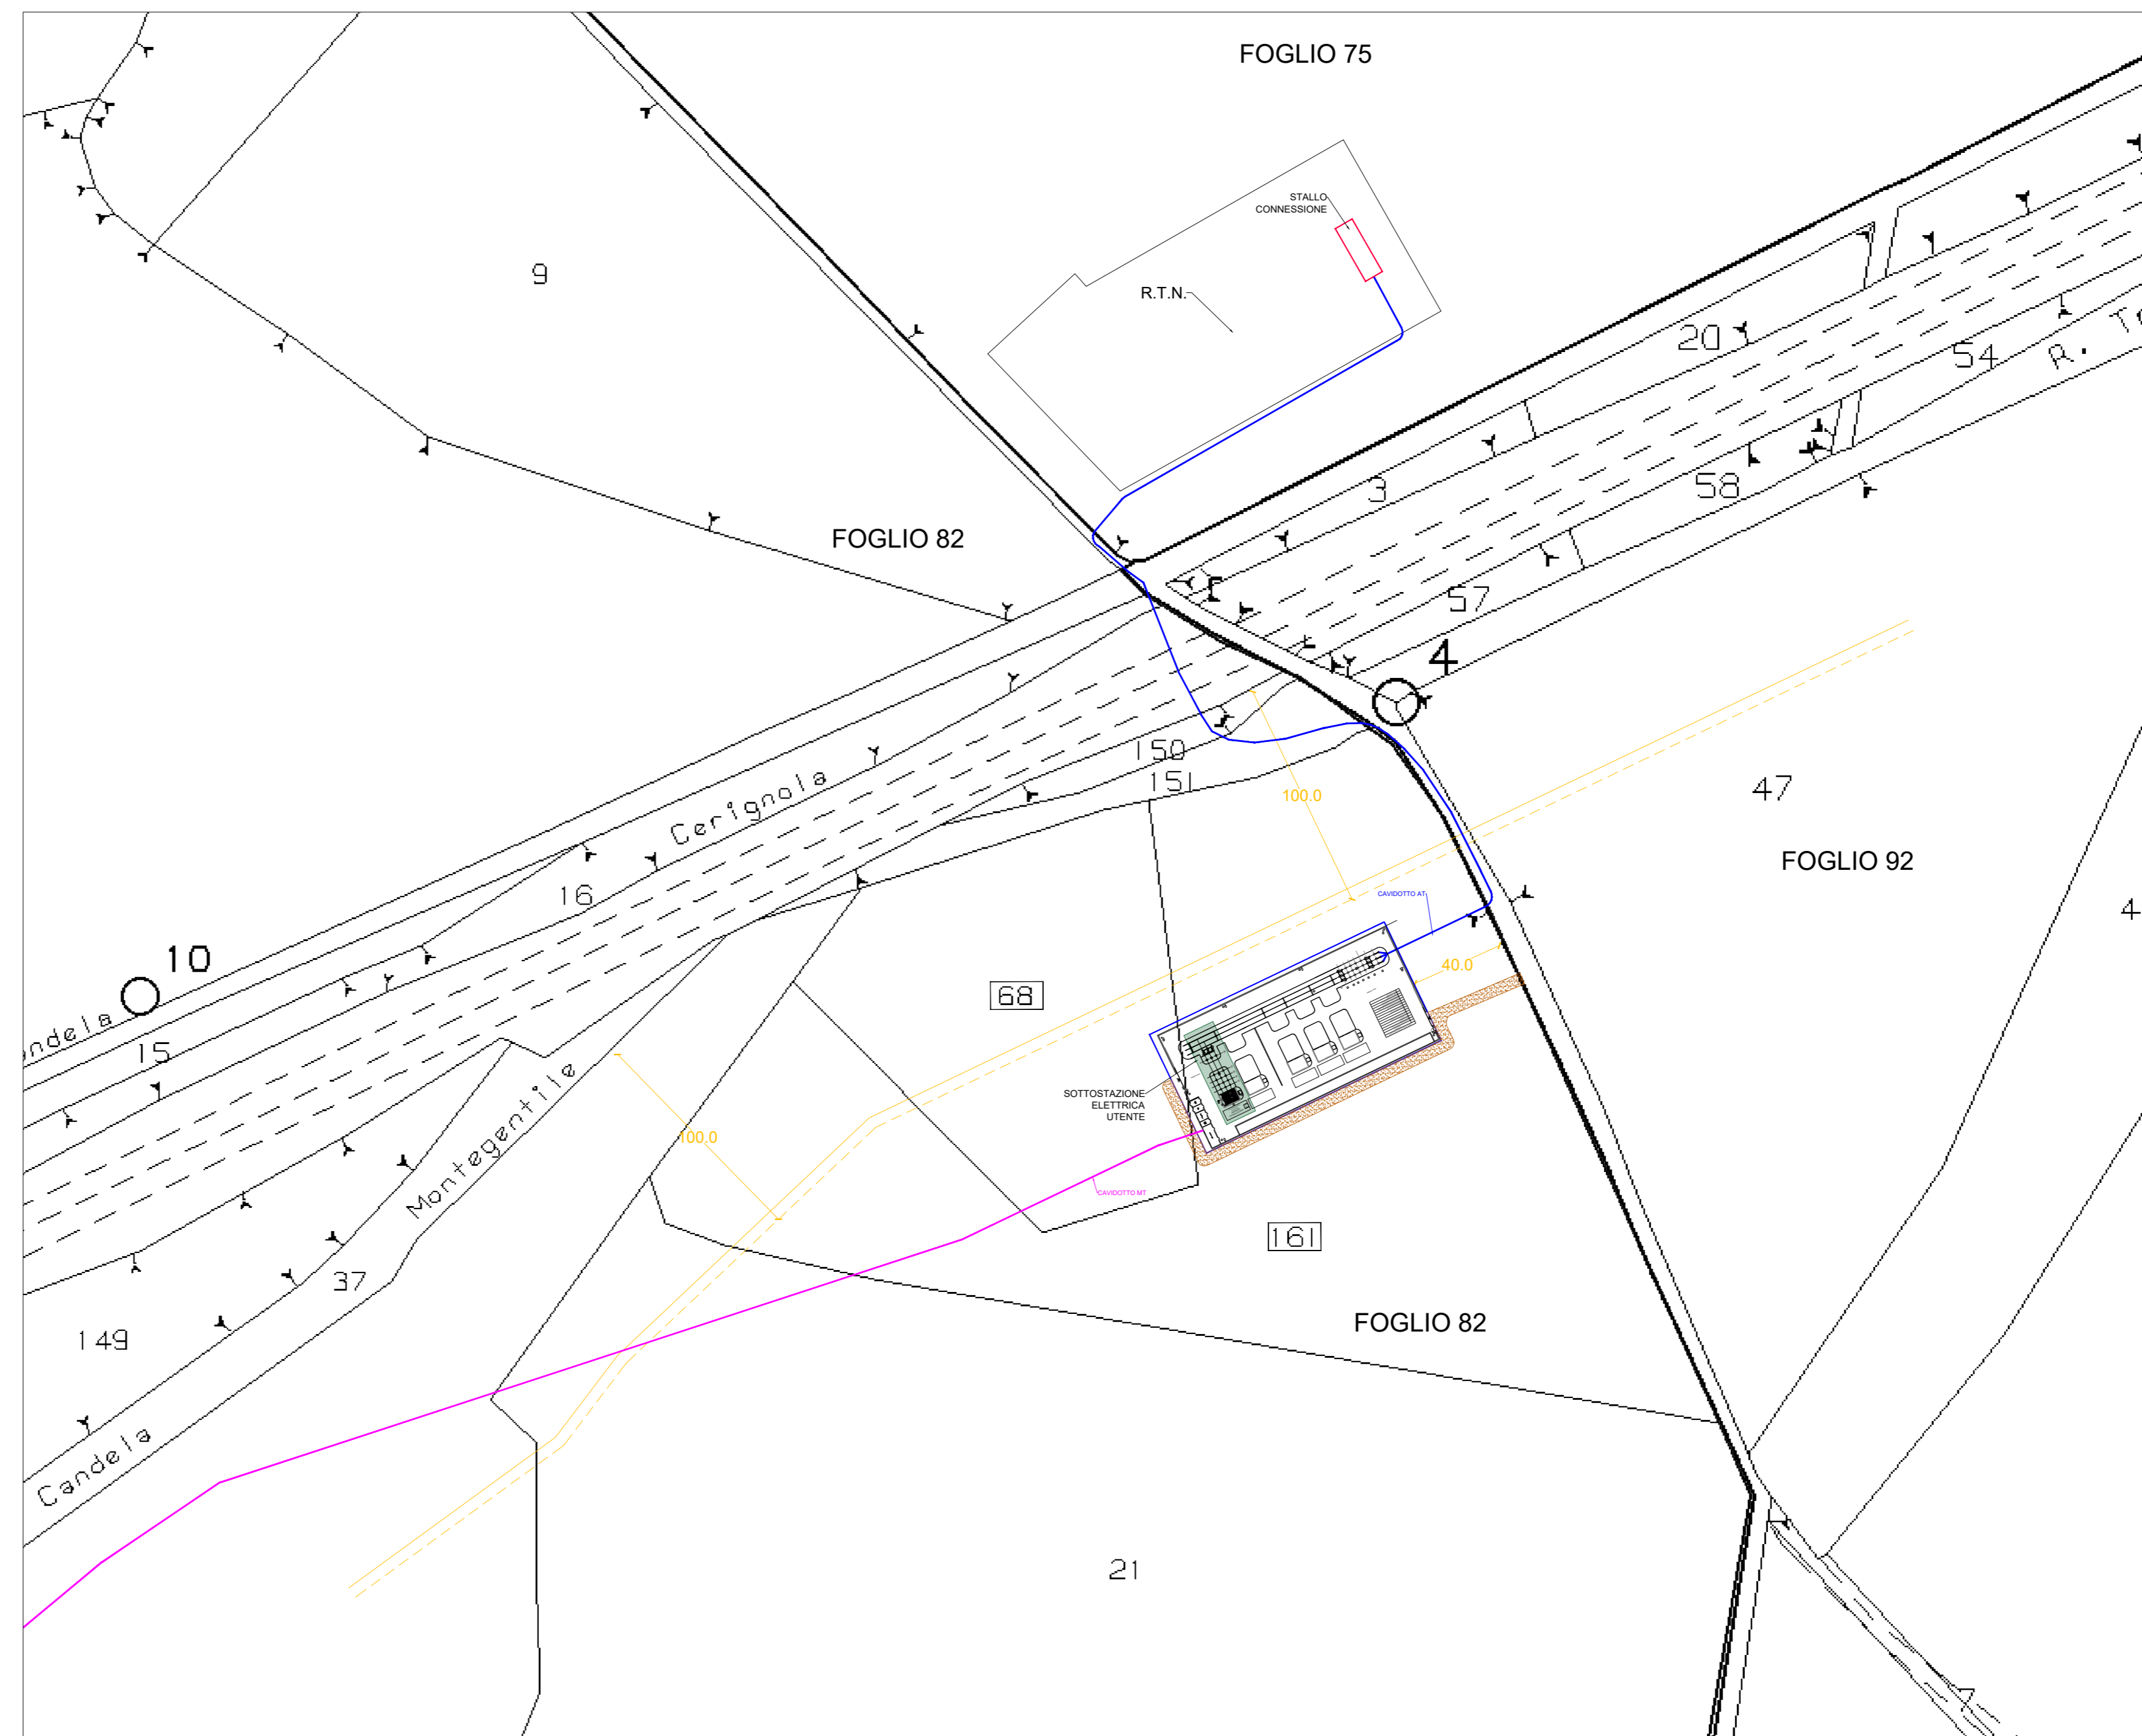 FOGLIO 75
STALLO
CONNESSIONE
9
R.T.N.
20
54
R.
3
58
FOGLIO 82
57
4
150
151
100.0
47
Cerignola
FOGLIO 92
16
CAVIDOTTO AT
10
40.0
68
15
SOTTOSTAZIONE
ELETTRICA
UTENTE
Montegentile
100.0
CAVIDOTTO MT
161
37
149
FOGLIO 82
Candela
21